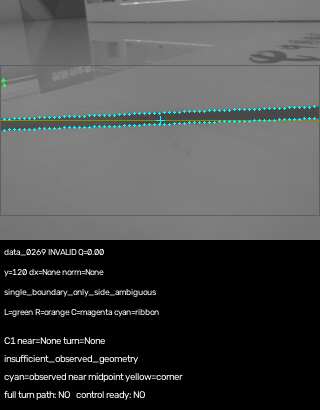 data_0269 INVALID Q=0.00
y=120 dx=None norm=None
single_boundary_only_side_ambiguous
L=green R=orange C=magenta cyan=ribbon
C1 near=None turn=None
insufficient_observed_geometry
cyan=observed near midpoint yellow=corner
full turn path: NO control ready: NO